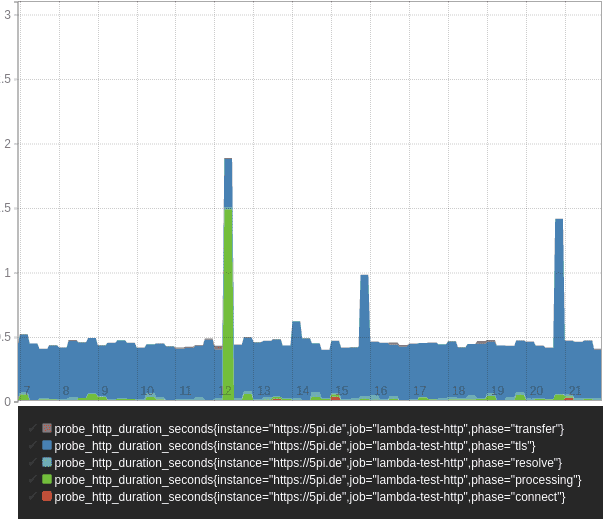 3
.5
2
.5
1
0.5
0
7 8 9 10 11 12 13 14 15 16 17 18 19 20 21
✓ probe_http_duration_seconds{instance="https://5pi.de",job="lambda-test-http",phase="transfer"}
✓ probe_http_duration_seconds{instance="https://5pi.de",job="lambda-test-http",phase="tls"}
✓ probe_http_duration_seconds{instance="https://5pi.de",job="lambda-test-http",phase="resolve"}
✓ probe_http_duration_seconds{instance="https://5pi.de",job="lambda-test-http",phase="processing"}
✓ probe_http_duration_seconds{instance="https://5pi.de",job="lambda-test-http",phase="connect"}